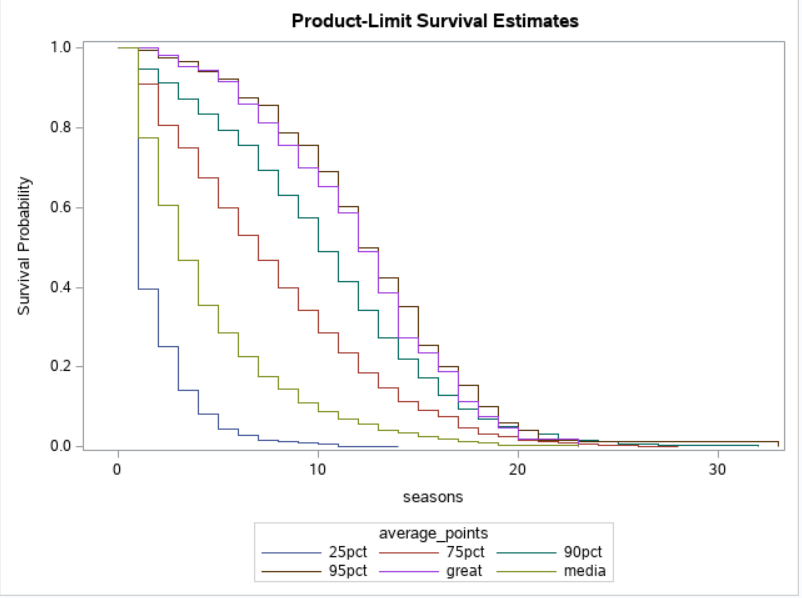 Product-Limit Survival Estimates
1.0
0.8
0.6
0.4
0.2
0.0
Survival Probability
0 10 20 30
seasons
average_points
25pct 75pct 90pct
95pct great media